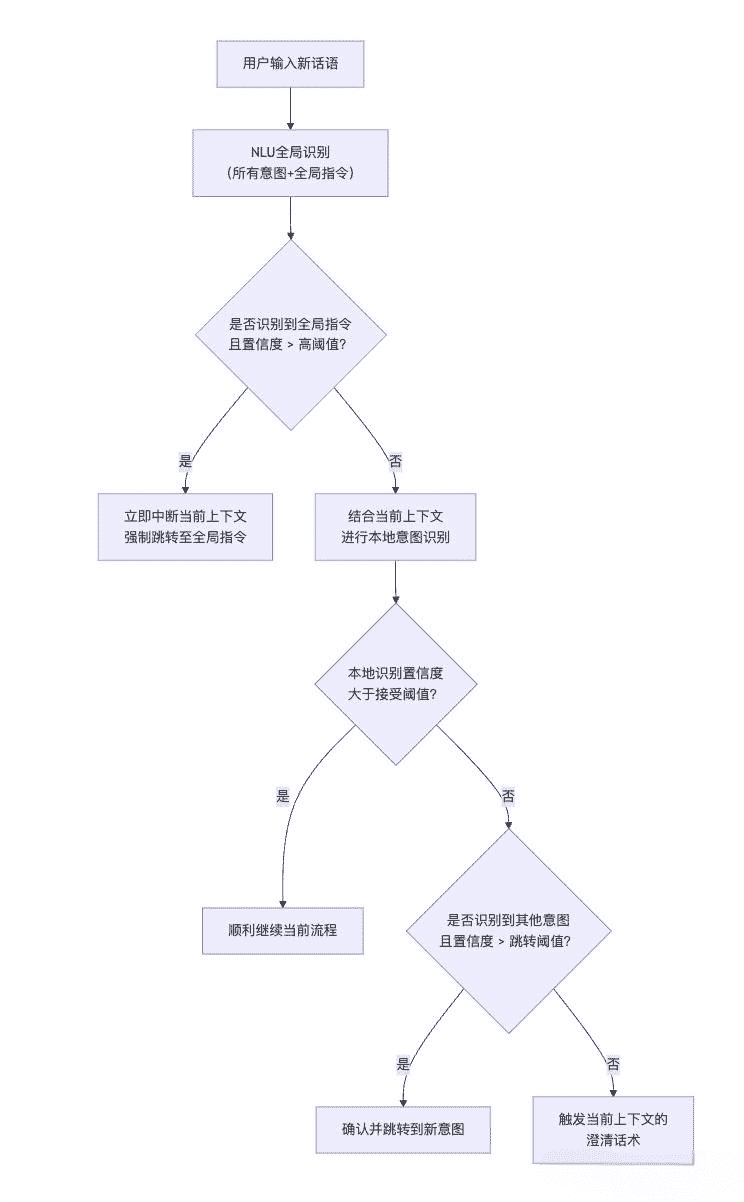 用户输入新话语
NLU全局识别
（所有意图+全局指令）
是否识别到全局指令
且置信度 > 高阈值?
是
否
立即中断当前上下文
强制跳转至全局指令
结合当前上下文
进行本地意图识别
本地识别置信度
大于接受阈值?
是
否
顺利继续当前流程
是否识别到其他意图
且置信度 > 跳转阈值?
是
否
确认并跳转到新意图
触发当前上下文的
澄清话术